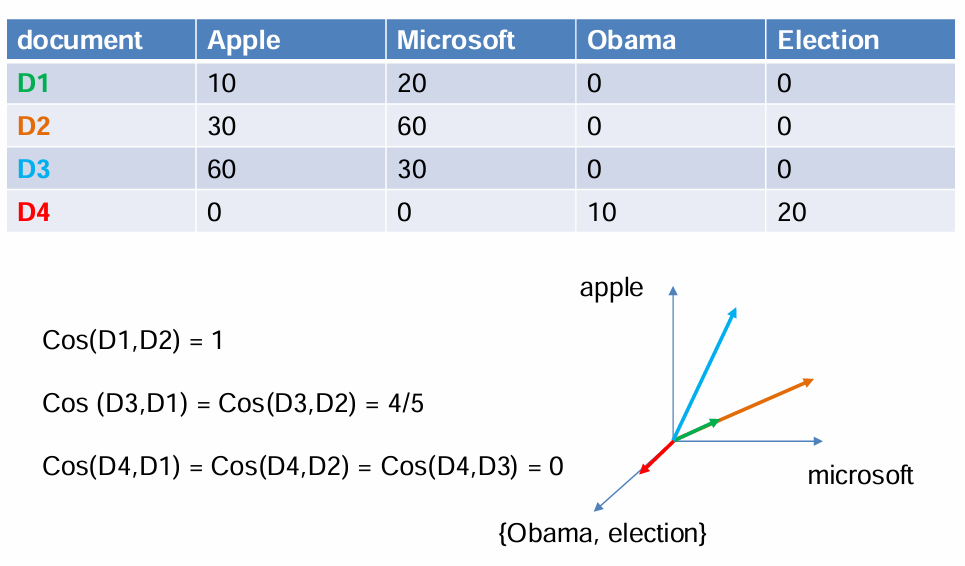 document Apple Microsoft Obama Election
D1 10 20 0 0
D2 30 60 0 0
D3 60 30 0 0
D4 0 0 10 20
apple
Cos(D1,D2) = 1
Cos (D3,D1) = Cos(D3,D2) = 4/5
Cos(D4,D1) = Cos(D4,D2) = Cos(D4,D3) = 0
microsoft
{Obama, election}